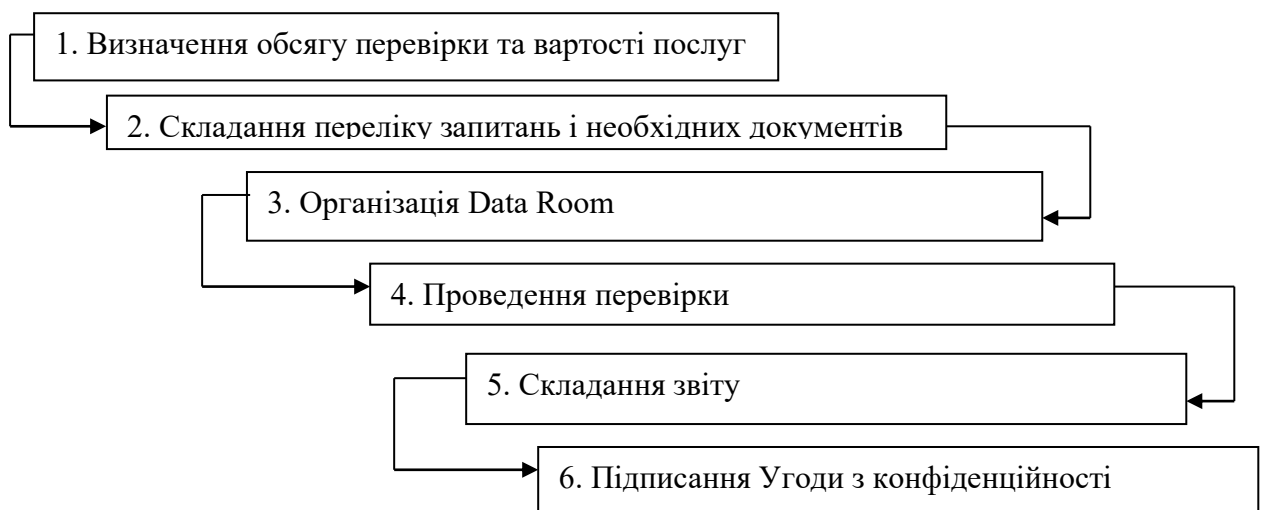 1. Визначення обсягу перевірки та вартості послуг
2. Складання переліку запитань і необхідних документів
3. Організація Data Room
4. Проведення перевірки
5. Складання звіту
6. Підписання Угоди з конфіденційності